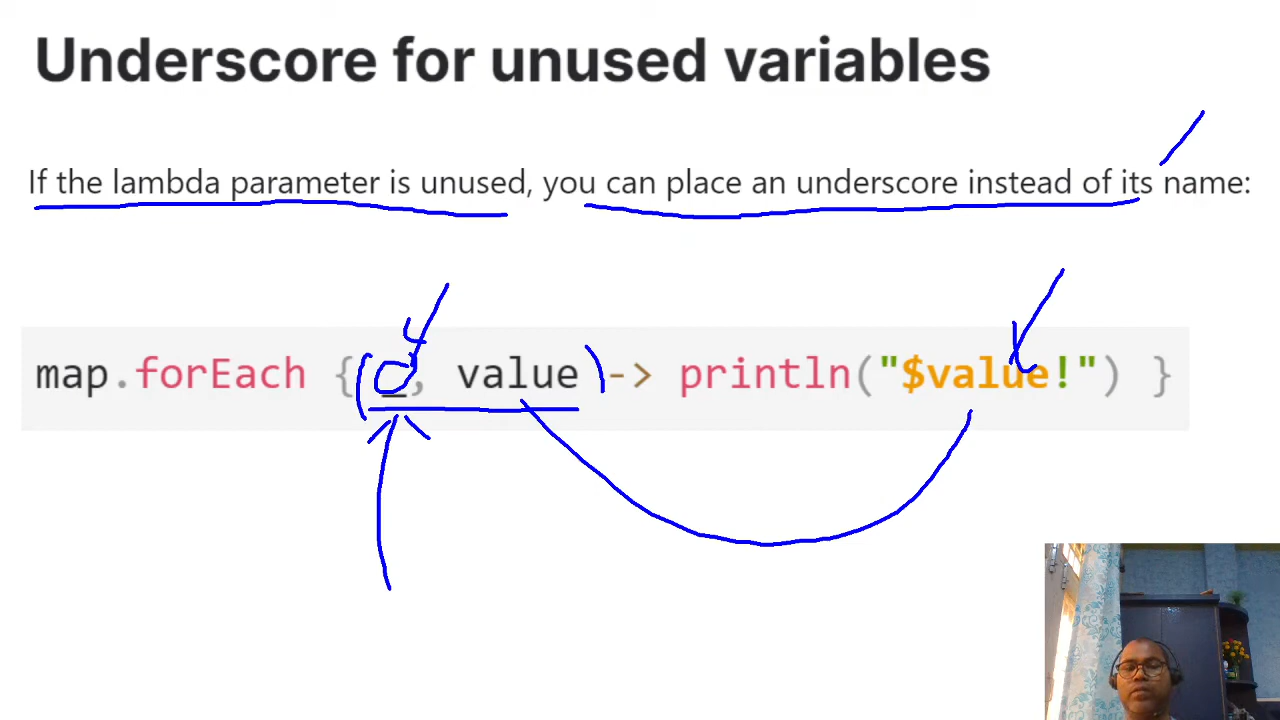 Underscore for unused variables
If the lambda parameter is unused, you can place an underscore instead of its name:
map.forEach { (_, value) -> println("$value!") }